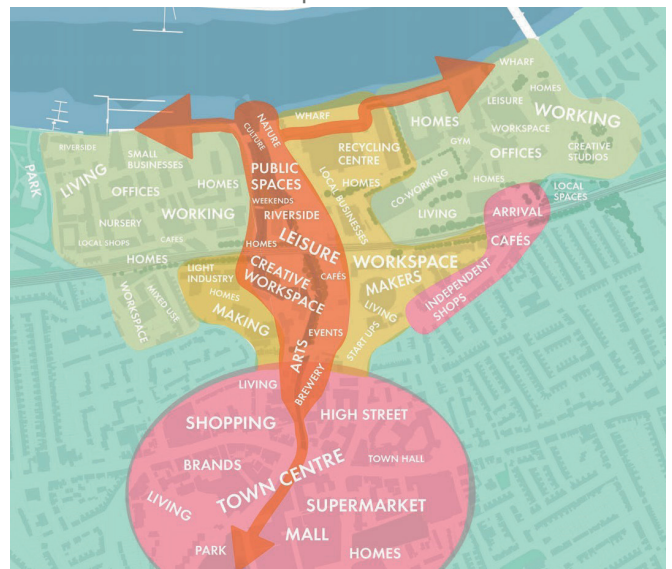 WHARF
HOMES
LEISURE
WORKING
WORKSPACE
HOMES
GYM
OFFICES
CREATIVE
STUDIOS
CO-WORKING
HOMES
LIVING
LOCAL
SPACES
WHARF
RECYCLING
CENTRE
HOMES
LOCAL BUSINESSES
NATURE
CULTURE
PUBLIC
SPACES
WEEKENDS
RIVERSIDE
LEISURE
HOMES
CREATIVE
WORKSPACE
CAFÉS
EVENTS
ARTS
BREWERY
RIVERSIDE
PARK
LIVING
SMALL
BUSINESSES
OFFICES
HOMES
NURSERY
WORKING
LOCAL SHOPS
CAFES
HOMES
WORKSPACE
MIXED USE
LIGHT
INDUSTRY
HOMES
MAKING
WORKSPACE
MAKERS
LIVING
START UPS
ARRIVAL
CAFÉS
INDEPENDENT
SHOPS
LIVING
SHOPPING
HIGH STREET
BRANDS
TOWN CENTRE
TOWN HALL
LIVING
SUPERMARKET
MALL
PARK
HOMES